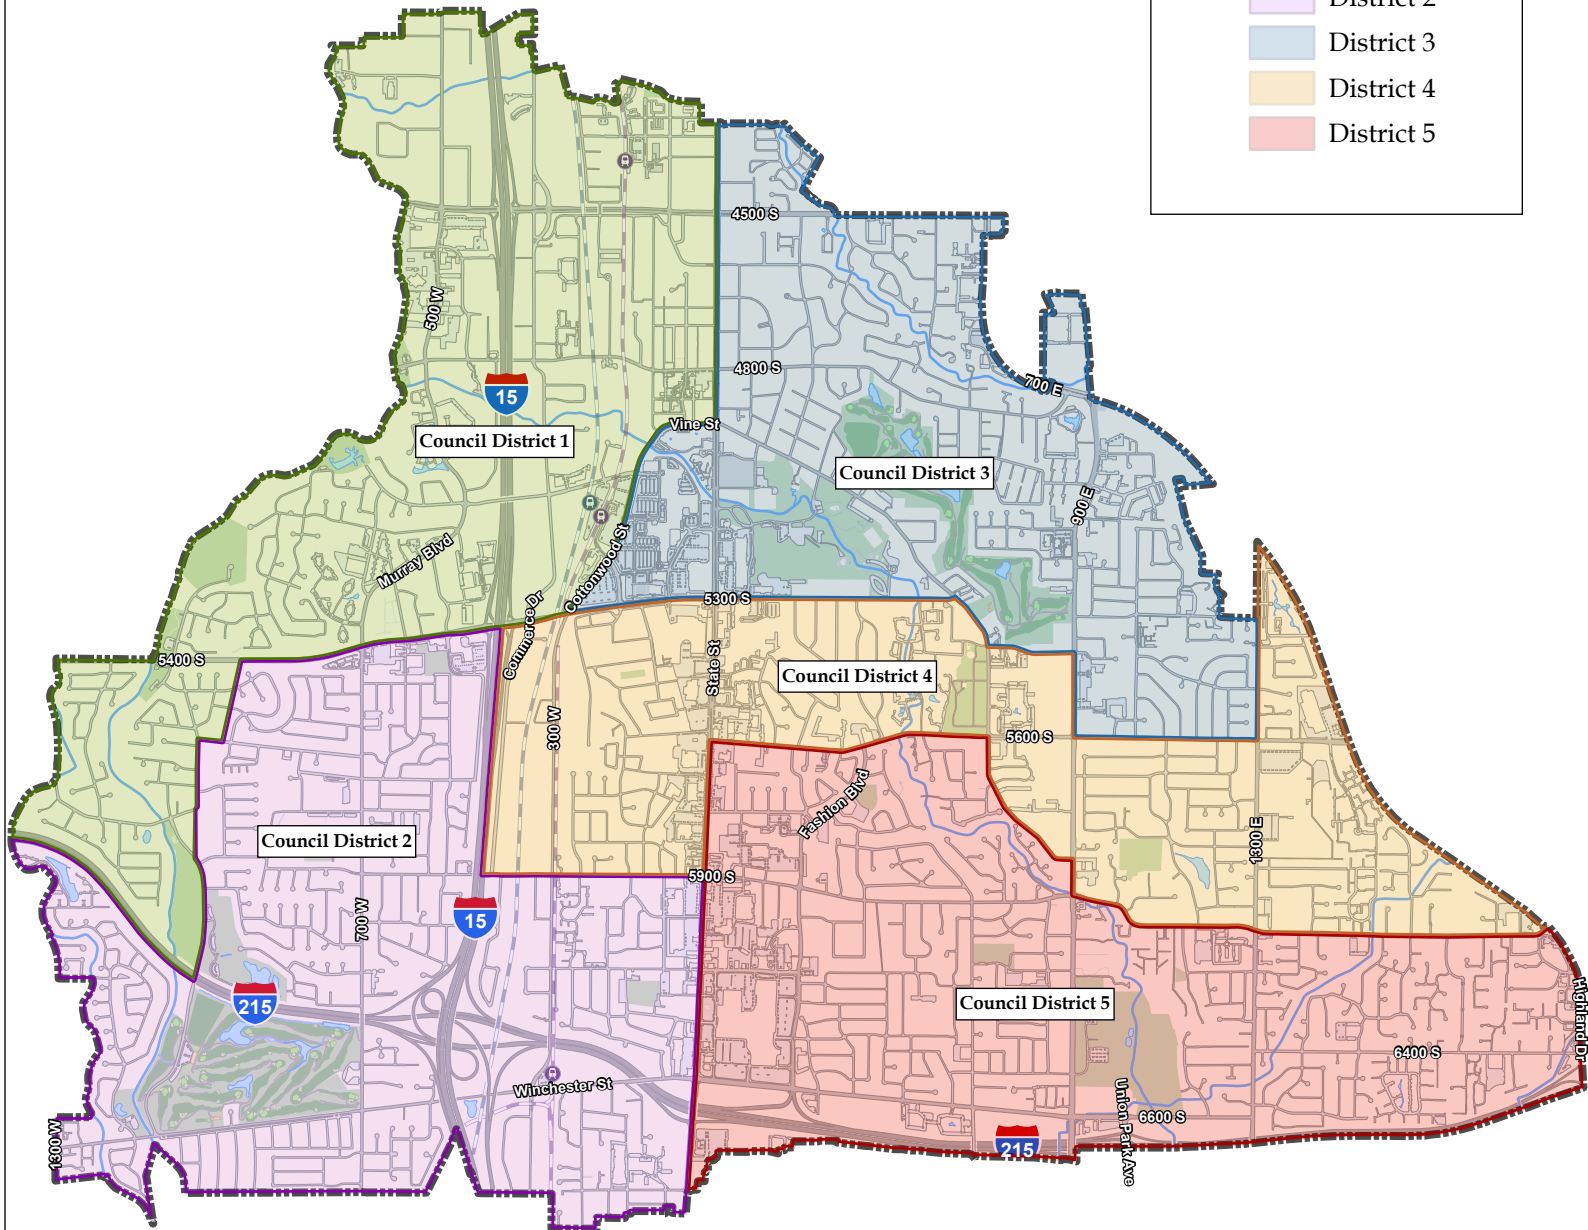 District 2
District 3
District 4
District 5
4500 S
500 W
4800 S
700 E
15
Vine St
Council District 1
Council District 3
900 E
Murray Blvd
Cottonwood St
Commerce Dr
5300 S
5400 S
State St
Council District 4
300 W
5600 S
Fashion Blvd
Council District 2
1300 E
5900 S
700 W
15
215
Council District 5
Highland Dr
6400 S
Winchester St
Union Park Ave
6600 S
1300 W
215